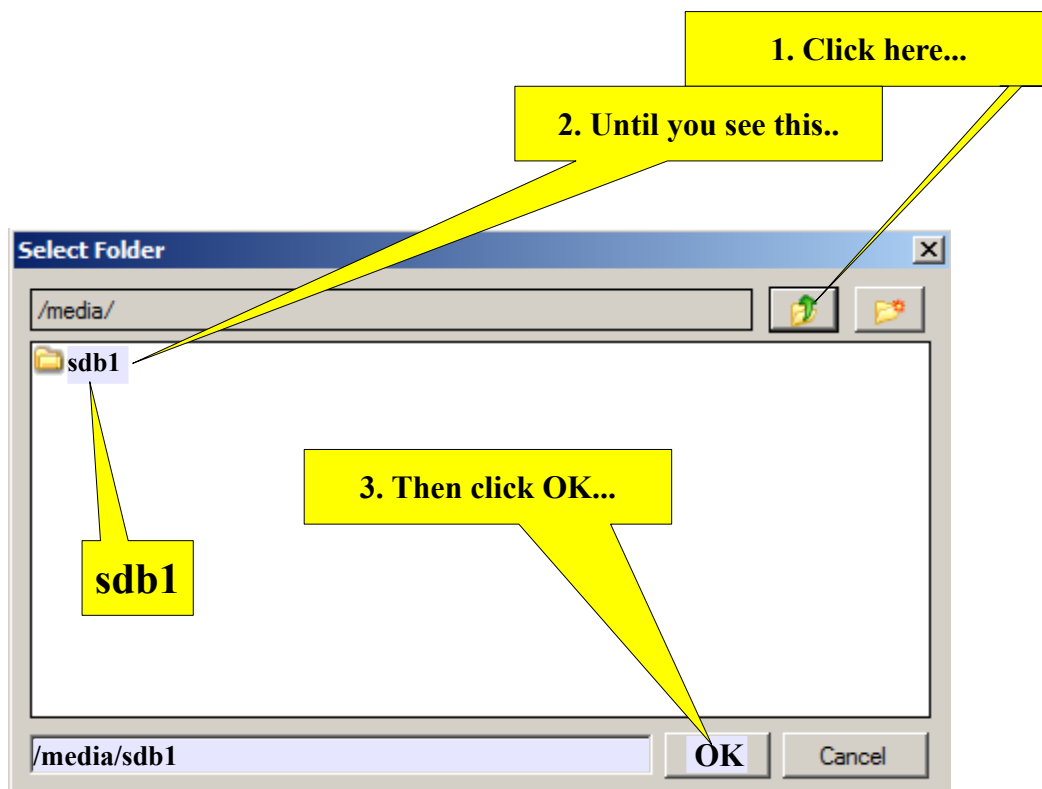 1. Click here...
2. Until you see this..
Select Folder
/media/
sdb1
3. Then click OK...
sdb1
/media/sdb1
OK
Cancel